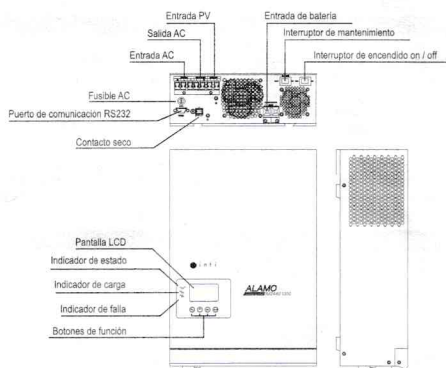 Entrada PV
Entrada de batería
Salida AC
Interruptor de mantenimiento
Entrada AC
Interruptor de encendido on / off
Fusible AC
Puerto de comunicacion RS232
Contacto seco
Pantalla LCD
Indicador de estado
inti
Indicador de carga
ALAMO
Indicador de falla
Botones de función